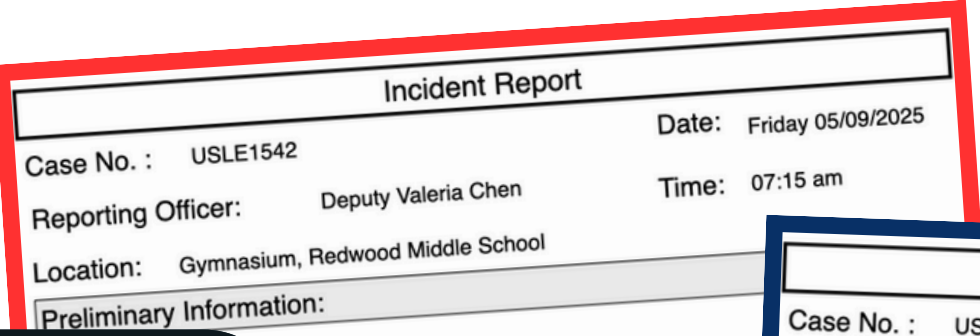 Incident Report
Case No. : USLE1542 Date: Friday 05/09/2025
Reporting Officer: Deputy Valeria Chen Time: 07:15 am
Location: Gymnasium, Redwood Middle School
Preliminary Information:
Case No. : US